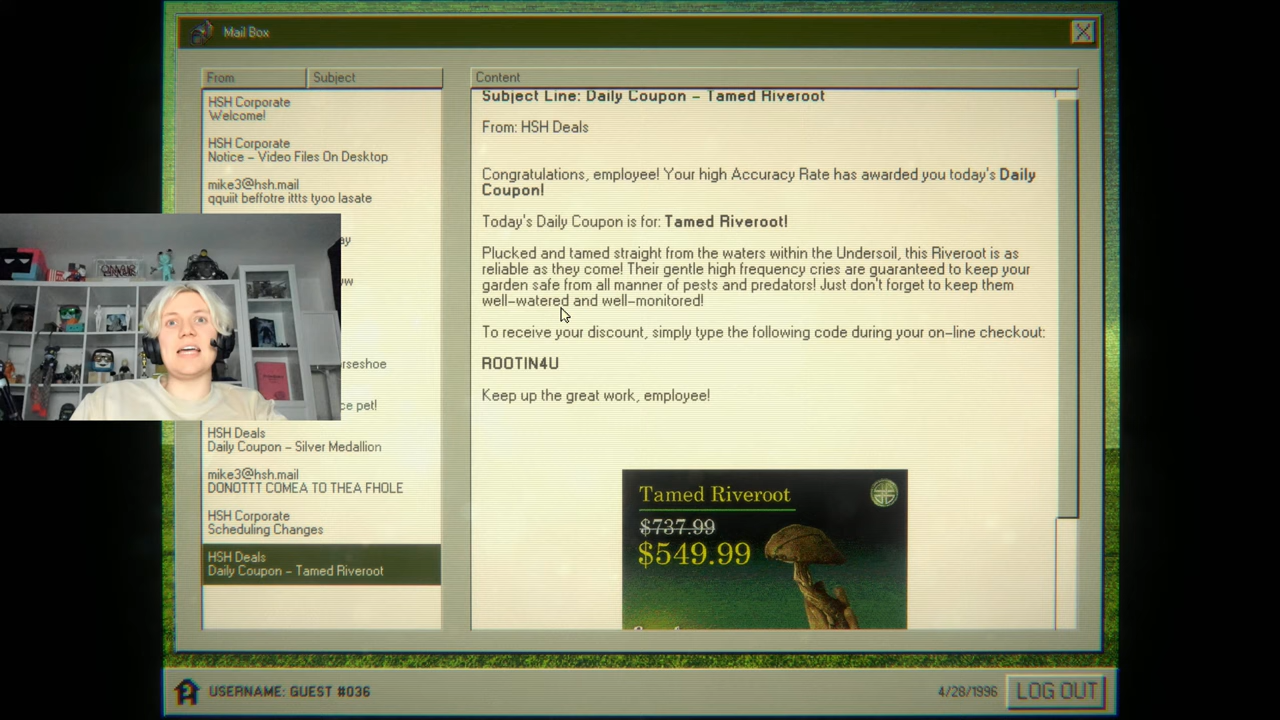 Mail Box
From
Subject
Content
HSH Corporate
Welcome!
HSH Corporate
Notice - Video Files On Desktop
mike3@hsh.mail
qquiit beffotre ittts tyoo lasate
HSH Deals
Daily Coupon - Silver Medallion
mike3@hsh.mail
DONOTTT COMEA TO THEA FHOLE
HSH Corporate
Scheduling Changes
HSH Deals
Daily Coupon - Tamed Riveroot
Subject Line: Daily Coupon - Tamed Riveroot
From: HSH Deals
Congratulations, employee! Your high Accuracy Rate has awarded you today's Daily
Coupon!
Today's Daily Coupon is for: Tamed Riveroot!
Plucked and tamed straight from the waters within the Undersoil, this Riveroot is as
reliable as they come! Their gentle high frequency cries are guaranteed to keep your
garden safe from all manner of pests and predators! Just don't forget to keep them
well-watered and well-monitored!
To receive your discount, simply type the following code during your on-line checkout:
ROOTIN4U
Keep up the great work, employee!
Tamed Riveroot
$737.99
$549.99
USERNAME: GUEST #036
4/28/1996
LOG OUT